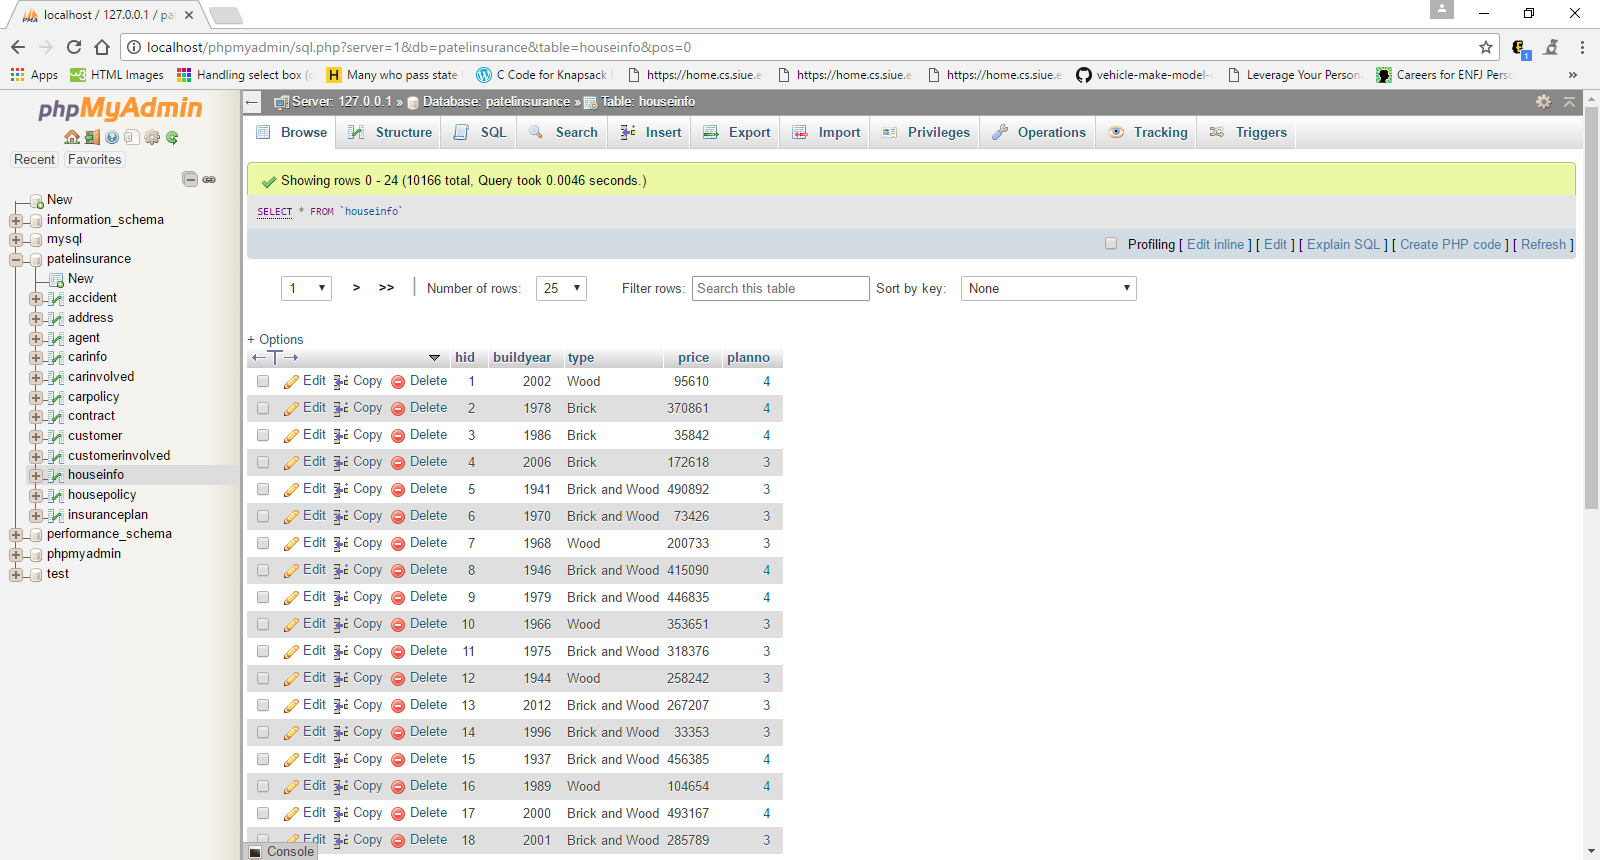 localhost / 127.0.0.1 / pat
localhost/phpmyadmin/sql.php?server=1&db=patelinsurance&table=houseinfo&pos=0
1
Apps HTML Images Handling select box (c Many who pass state C Code for Knapsack https://home.cs.siue.e https://home.cs.siue.e https://home.cs.siue.e vehicle-make-model- Leverage Your Persona Careers for ENFJ Perso »
phpMyAdmin
Recent Favorites
New
information_schema
mysql
patelinsurance
New
accident
address
agent
carinfo
carinvolved
carpolicy
contract
customer
customerinvolved
houseinfo
housepolicy
insuranceplan
performance_schema
phpmyadmin
test
Server: 127.0.0.1 » Database: patelinsurance » Table: houseinfo
Browse Structure SQL Search Insert Export Import Privileges Operations Tracking Triggers
Showing rows 0 - 24 (10166 total, Query took 0.0046 seconds.)
SELECT * FROM `houseinfo`
Profiling [ Edit inline ] [ Edit ] [ Explain SQL ] [ Create PHP code ] [ Refresh ]
1 > >> Number of rows: 25 Filter rows: Search this table Sort by key: None
+ Options
←T→ hid buildyear type price planno
Edit Copy Delete 1 2002 Wood 95610 4
Edit Copy Delete 2 1978 Brick 370861 4
Edit Copy Delete 3 1986 Brick 35842 4
Edit Copy Delete 4 2006 Brick 172618 3
Edit Copy Delete 5 1941 Brick and Wood 490892 3
Edit Copy Delete 6 1970 Brick and Wood 73426 3
Edit Copy Delete 7 1968 Wood 200733 3
Edit Copy Delete 8 1946 Brick and Wood 415090 4
Edit Copy Delete 9 1979 Brick and Wood 446835 4
Edit Copy Delete 10 1966 Wood 353651 3
Edit Copy Delete 11 1975 Brick and Wood 318376 3
Edit Copy Delete 12 1944 Wood 258242 3
Edit Copy Delete 13 2012 Brick and Wood 267207 3
Edit Copy Delete 14 1996 Brick and Wood 33353 3
Edit Copy Delete 15 1937 Brick and Wood 456385 4
Edit Copy Delete 16 1989 Wood 104654 4
Edit Copy Delete 17 2000 Brick and Wood 493167 4
Edit Copy Delete 18 2001 Brick and Wood 285789 3
Console